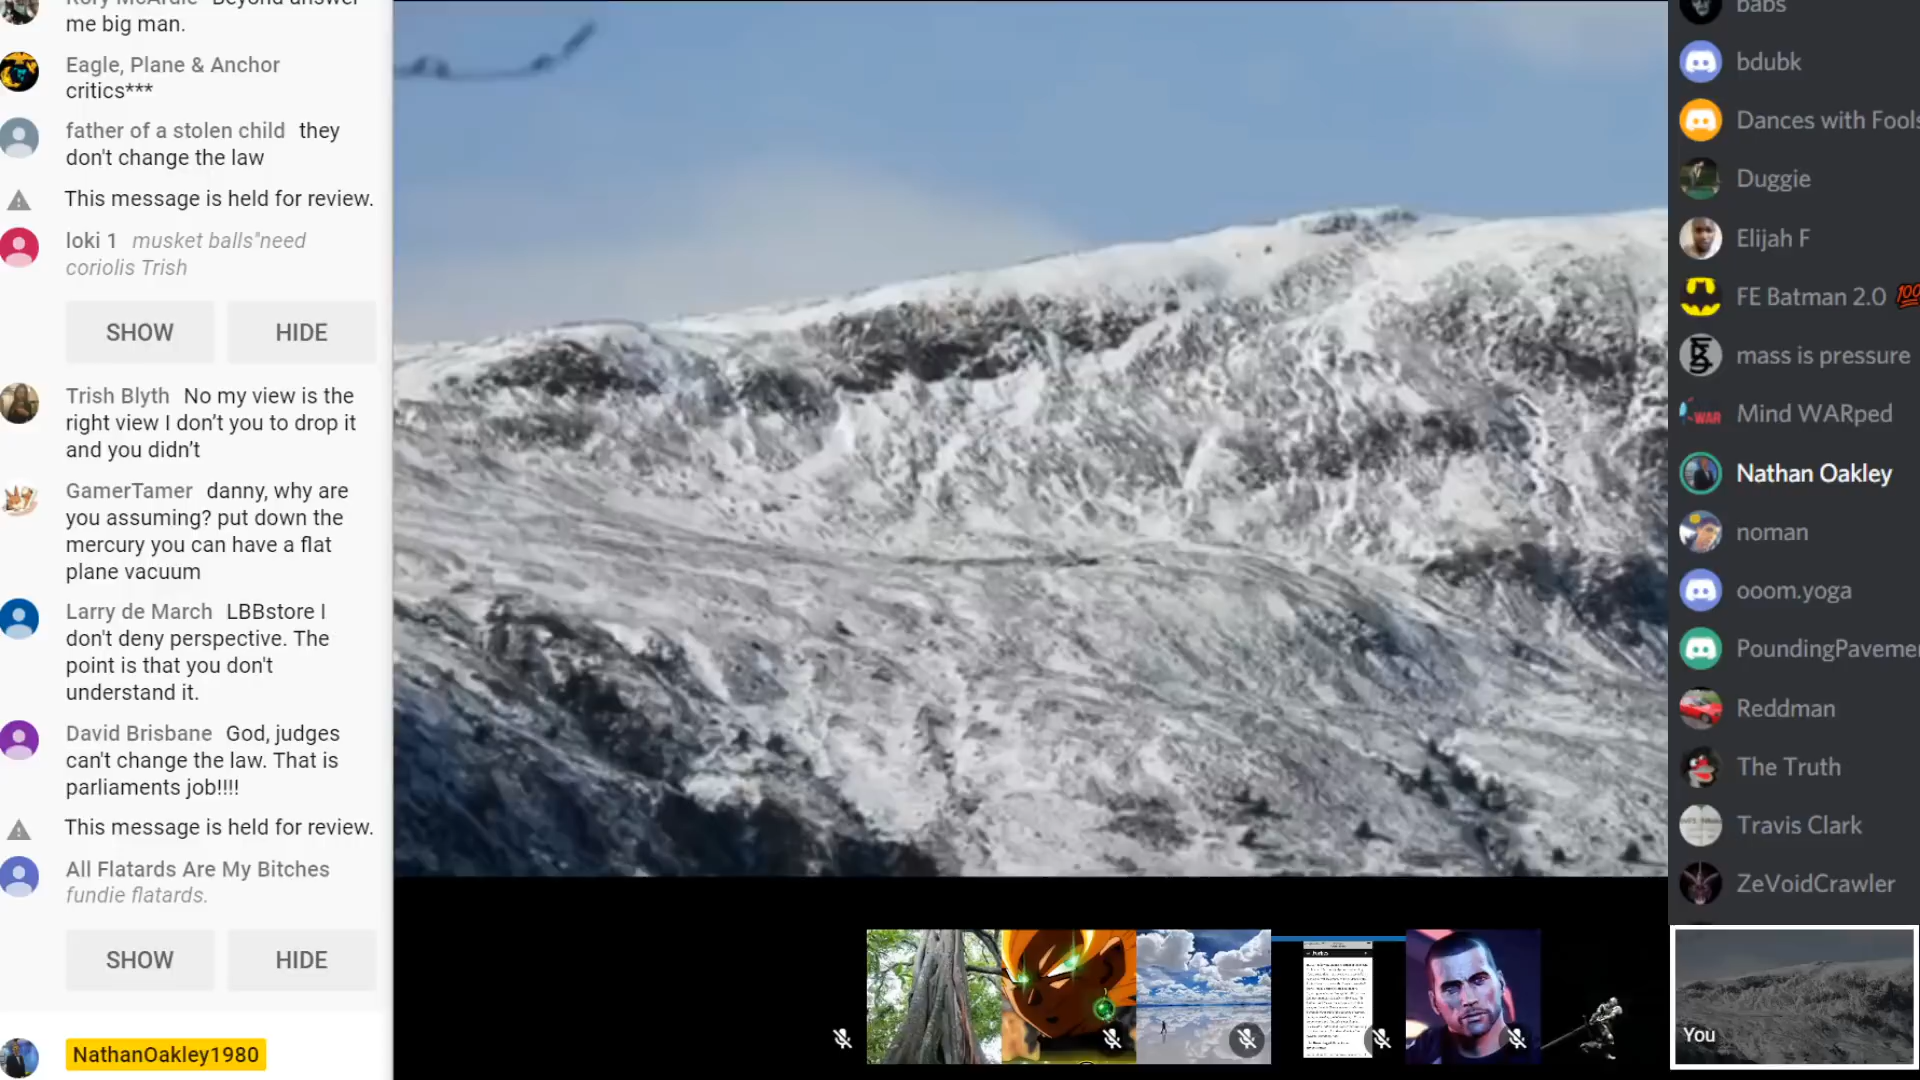 me big man.
Eagle, Plane & Anchor
critics***
father of a stolen child they
don't change the law
This message is held for review.
loki 1 musket balls"need
coriolis Trish
SHOW HIDE
Trish Blyth No my view is the
right view I don’t you to drop it
and you didn’t
GamerTamer danny, why are
you assuming? put down the
mercury you can have a flat
plane vacuum
Larry de March LBBstore I
don't deny perspective. The
point is that you don't
understand it.
David Brisbane God, judges
can't change the law. That is
parliaments job!!!!
This message is held for review.
All Flatards Are My Bitches
fundie flatards.
SHOW HIDE
NathanOakley1980
babs
bdubk
Dances with Fools
Duggie
Elijah F
FE Batman 2.0 💯
mass is pressure
WAR
Mind WARped
Nathan Oakley
noman
ooom.yoga
PoundingPaveme
Reddman
The Truth
Travis Clark
ZeVoidCrawler
You